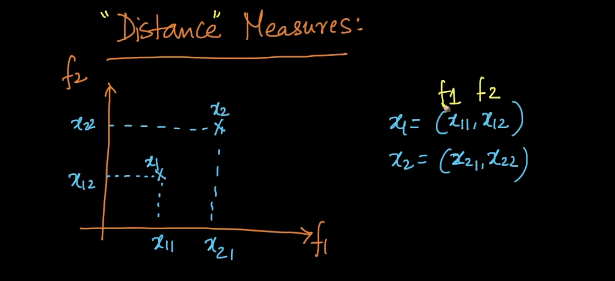 "Distance" Measures:
f2
f1 f2
x22
x2
x1 = (x11, x12)
x1
x2 = (x21, x22)
x12
x11
x21
f1